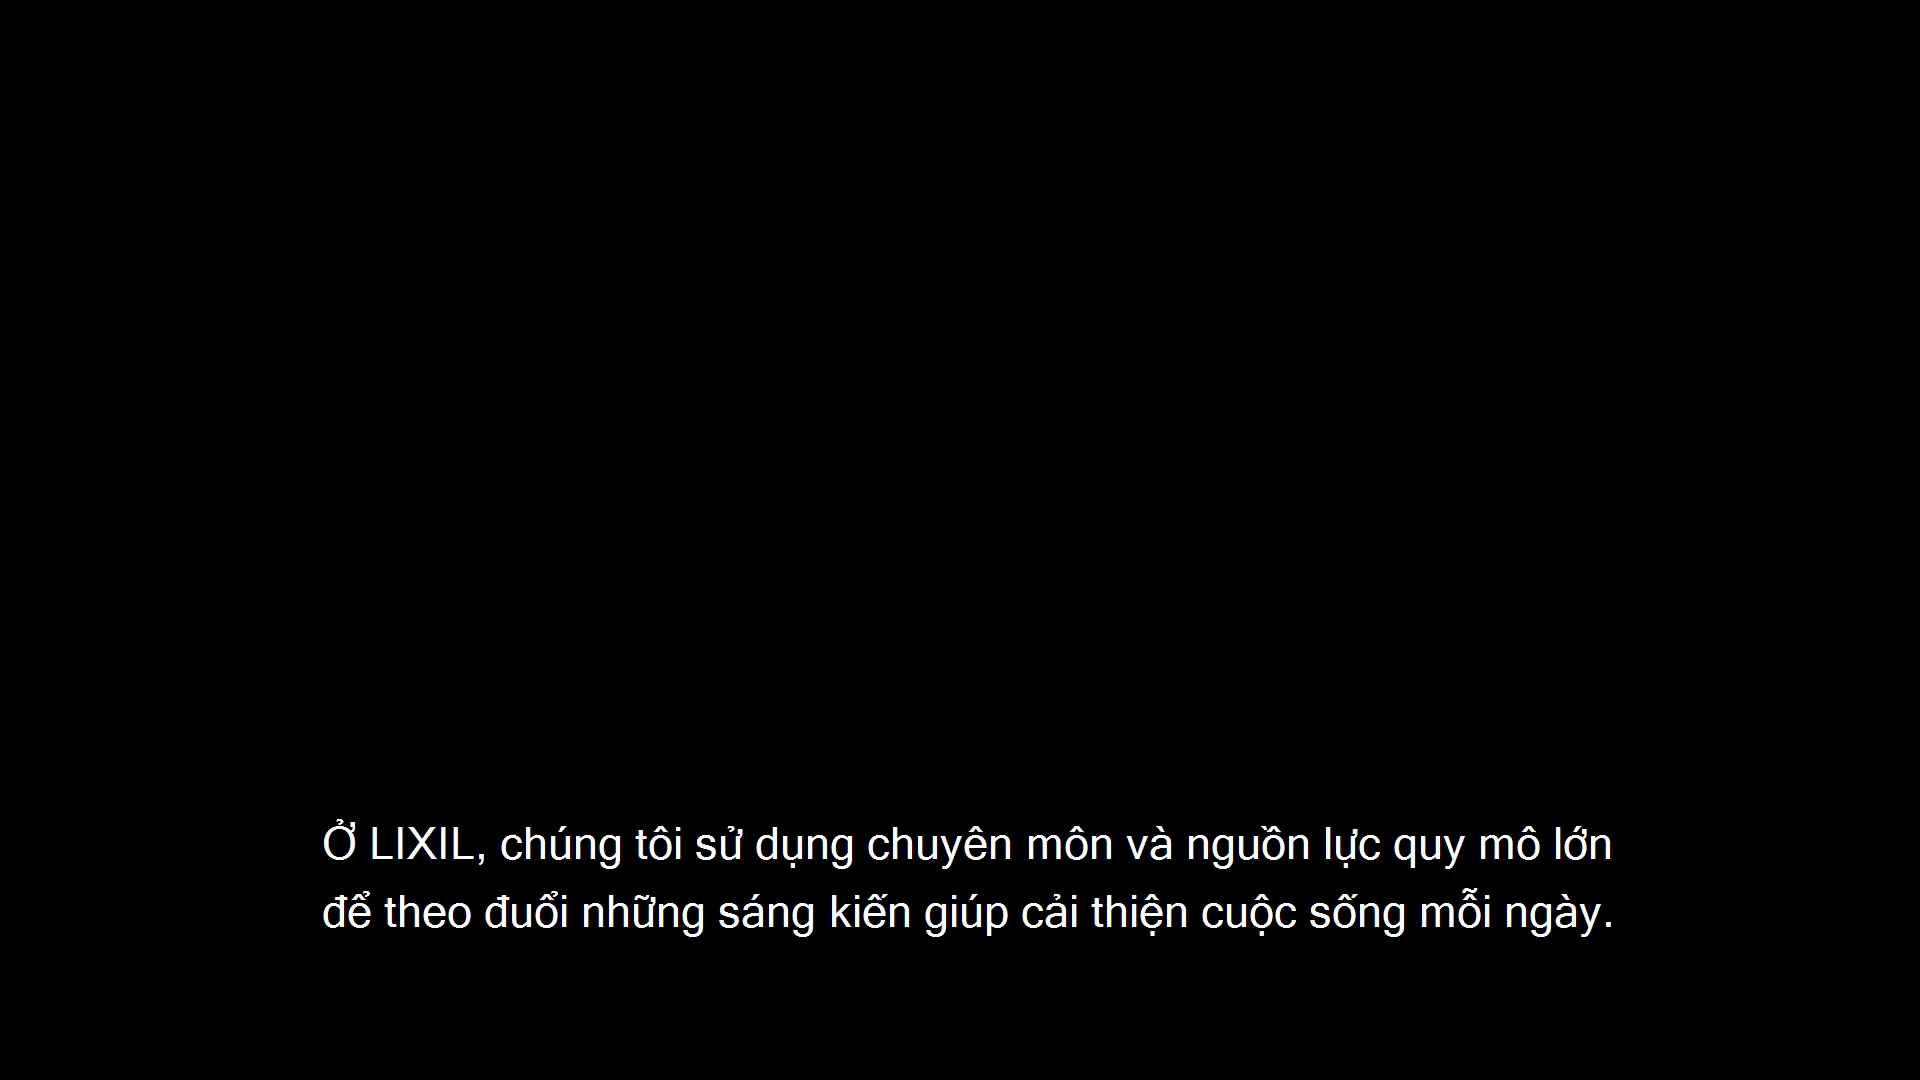 Ở LIXIL, chúng tôi sử dụng chuyên môn và nguồn lực quy mô lớn
để theo đuổi những sáng kiến giúp cải thiện cuộc sống mỗi ngày.